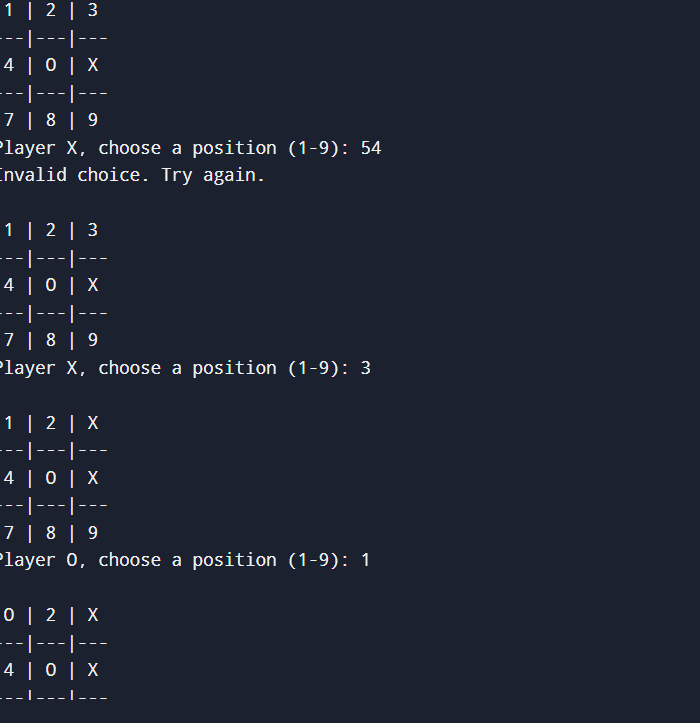 1 | 2 | 3
---|---|---
4 | O | X
---|---|---
7 | 8 | 9
Player X, choose a position (1-9): 54
Invalid choice. Try again.
1 | 2 | 3
---|---|---
4 | O | X
---|---|---
7 | 8 | 9
Player X, choose a position (1-9): 3
1 | 2 | X
---|---|---
4 | O | X
---|---|---
7 | 8 | 9
Player O, choose a position (1-9): 1
O | 2 | X
---|---|---
4 | O | X
---|---|---